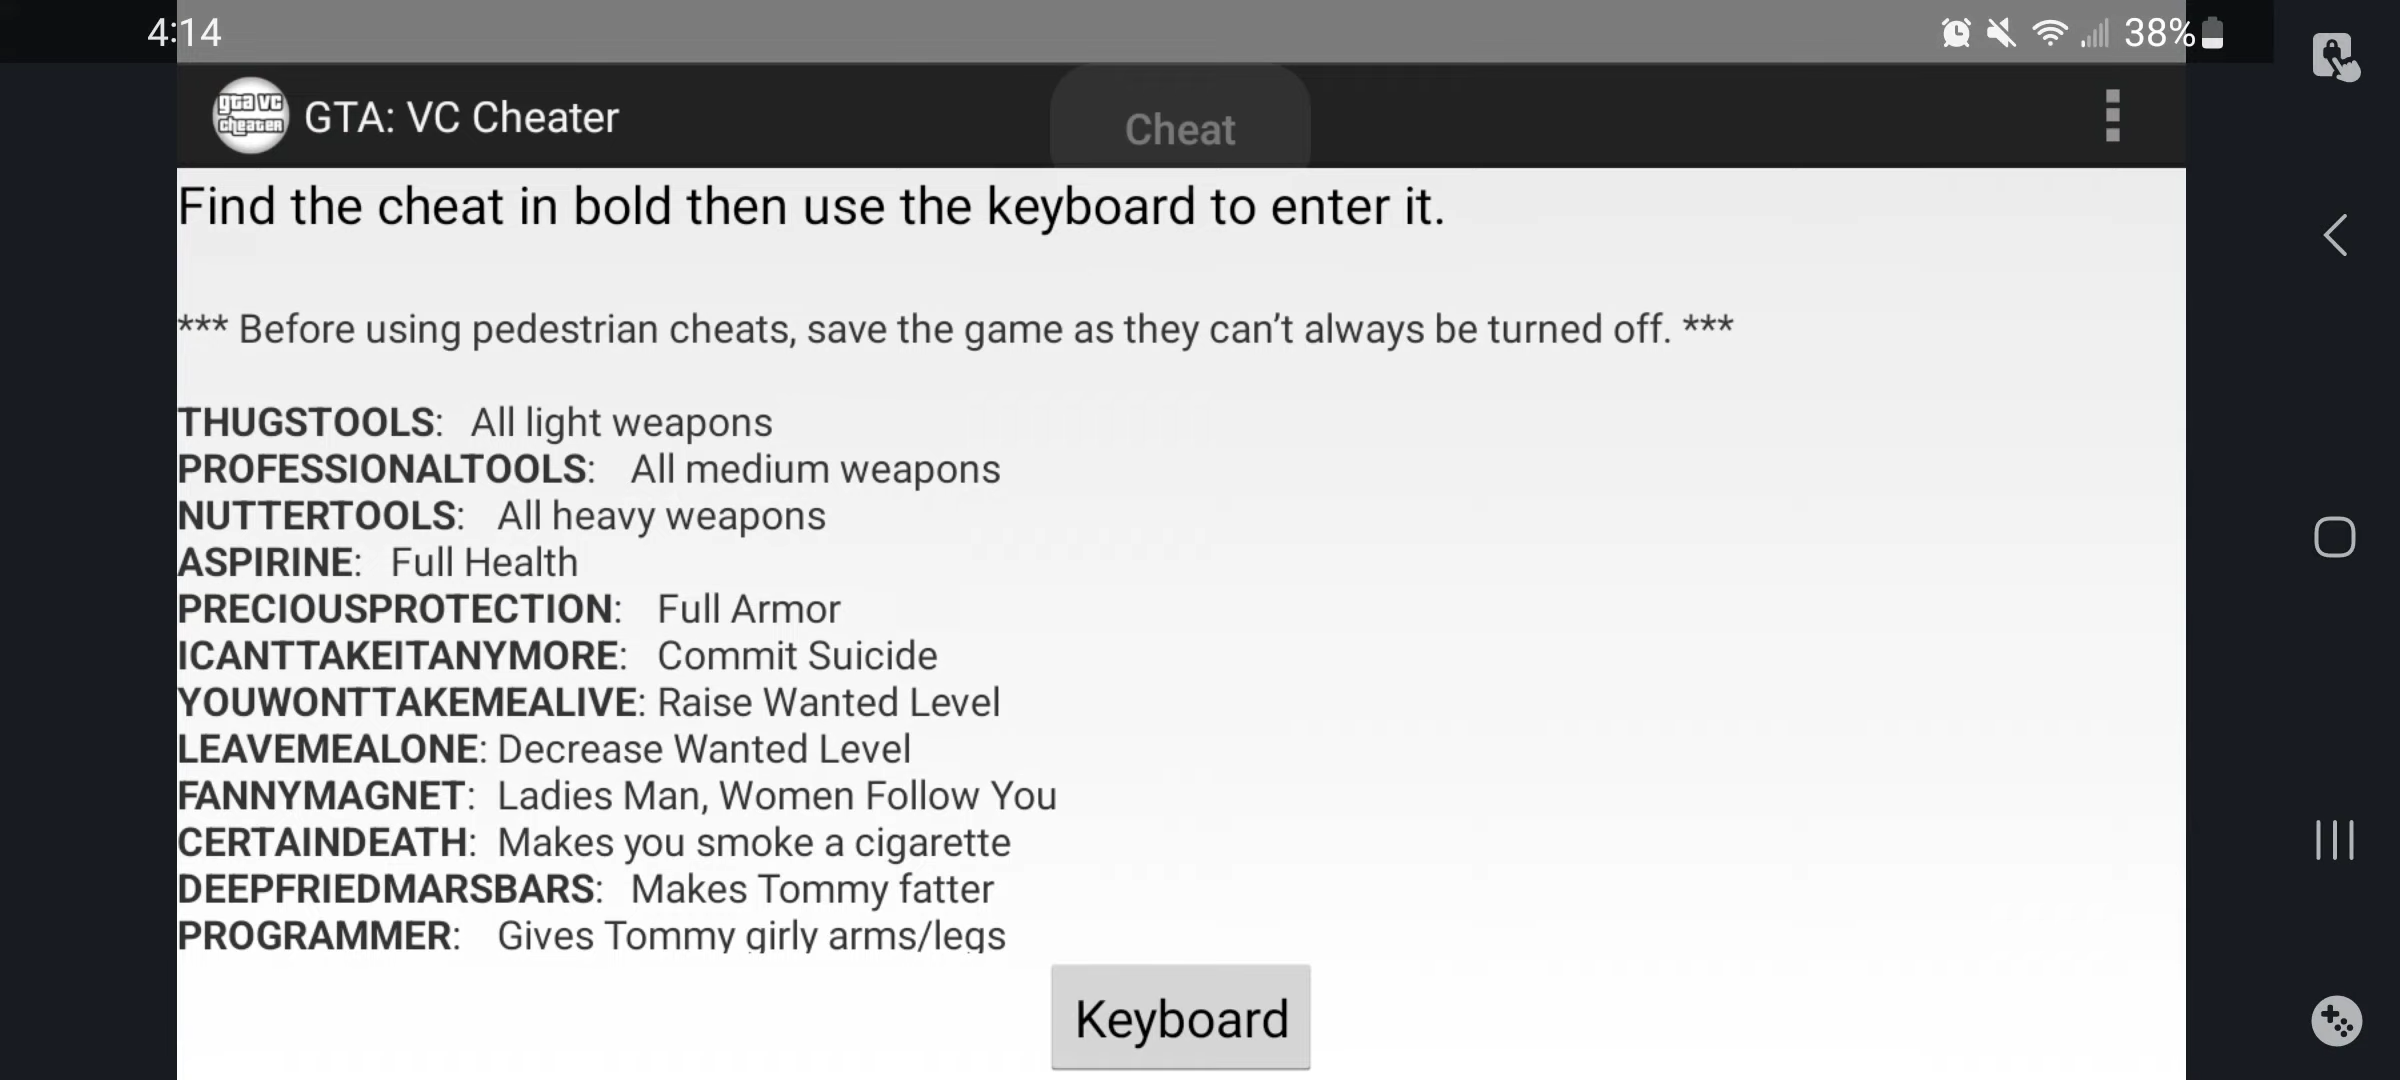 4:14
38%
gta VC
cheater
GTA: VC Cheater
Cheat
Find the cheat in bold then use the keyboard to enter it.
*** Before using pedestrian cheats, save the game as they can’t always be turned off. ***
THUGSTOOLS: All light weapons
PROFESSIONALTOOLS: All medium weapons
NUTTERTOOLS: All heavy weapons
ASPIRINE: Full Health
PRECIOUSPROTECTION: Full Armor
ICANTTAKEITANYMORE: Commit Suicide
YOUWONTTAKEMEALIVE: Raise Wanted Level
LEAVEMEALONE: Decrease Wanted Level
FANNYMAGNET: Ladies Man, Women Follow You
CERTAINDEATH: Makes you smoke a cigarette
DEEPFRIEDMARSBARS: Makes Tommy fatter
PROGRAMMER: Gives Tommy girly arms/legs
Keyboard